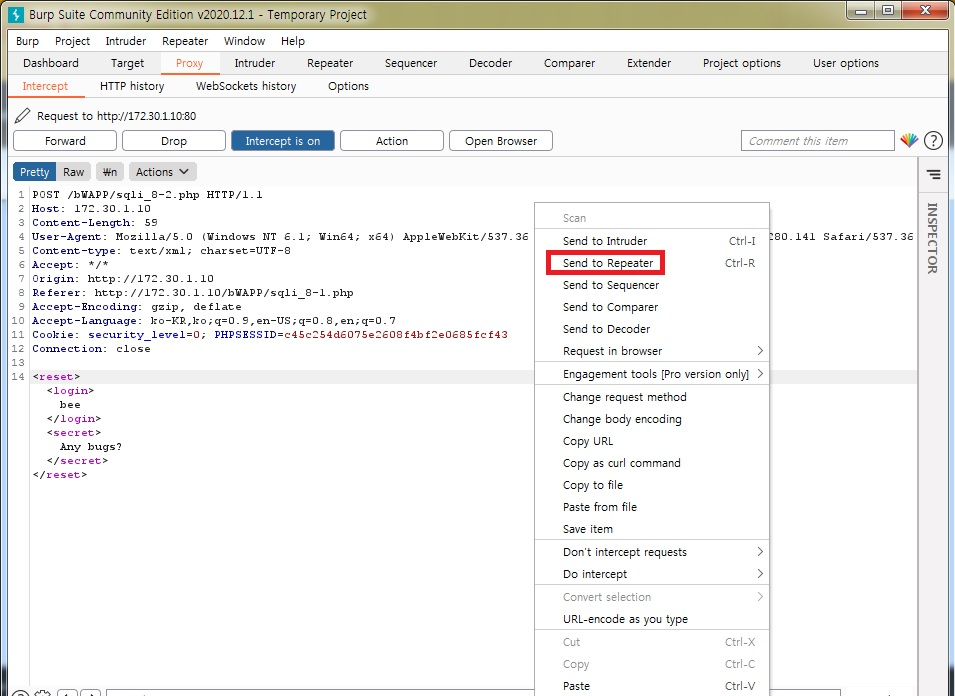 Burp Suite Community Edition v2020.12.1 - Temporary Project
Burp Project Intruder Repeater Window Help
Dashboard Target Proxy Intruder Repeater Sequencer Decoder Comparer Extender Project options User options
Intercept HTTP history WebSockets history Options
Request to http://172.30.1.10:80
Forward Drop Intercept is on Action Open Browser Comment this item ?
Pretty Raw \n Actions
INSPECTOR
1 POST /bWAPP/sqli_8-2.php HTTP/1.1
2 Host: 172.30.1.10
3 Content-Length: 59
4 User-Agent: Mozilla/5.0 (Windows NT 6.1; Win64; x64) AppleWebKit/537.36 280.141 Safari/537.36
5 Content-type: text/xml; charset=UTF-8
6 Accept: */*
7 Origin: http://172.30.1.10
8 Referer: http://172.30.1.10/bWAPP/sqli_8-1.php
9 Accept-Encoding: gzip, deflate
10 Accept-Language: ko-KR,ko;q=0.9,en-US;q=0.8,en;q=0.7
11 Cookie: security_level=0; PHPSESSID=c45c254d6075e2608f4bf2e0685fcf43
12 Connection: close
13
14 <reset>
<login>
bee
</login>
<secret>
Any bugs?
</secret>
</reset>
Scan
Send to Intruder Ctrl-I
Send to Repeater Ctrl-R
Send to Sequencer
Send to Comparer
Send to Decoder
Request in browser
Engagement tools [Pro version only]
Change request method
Change body encoding
Copy URL
Copy as curl command
Copy to file
Paste from file
Save item
Don't intercept requests
Do intercept
Convert selection
URL-encode as you type
Cut Ctrl-X
Copy Ctrl-C
Paste Ctrl-V